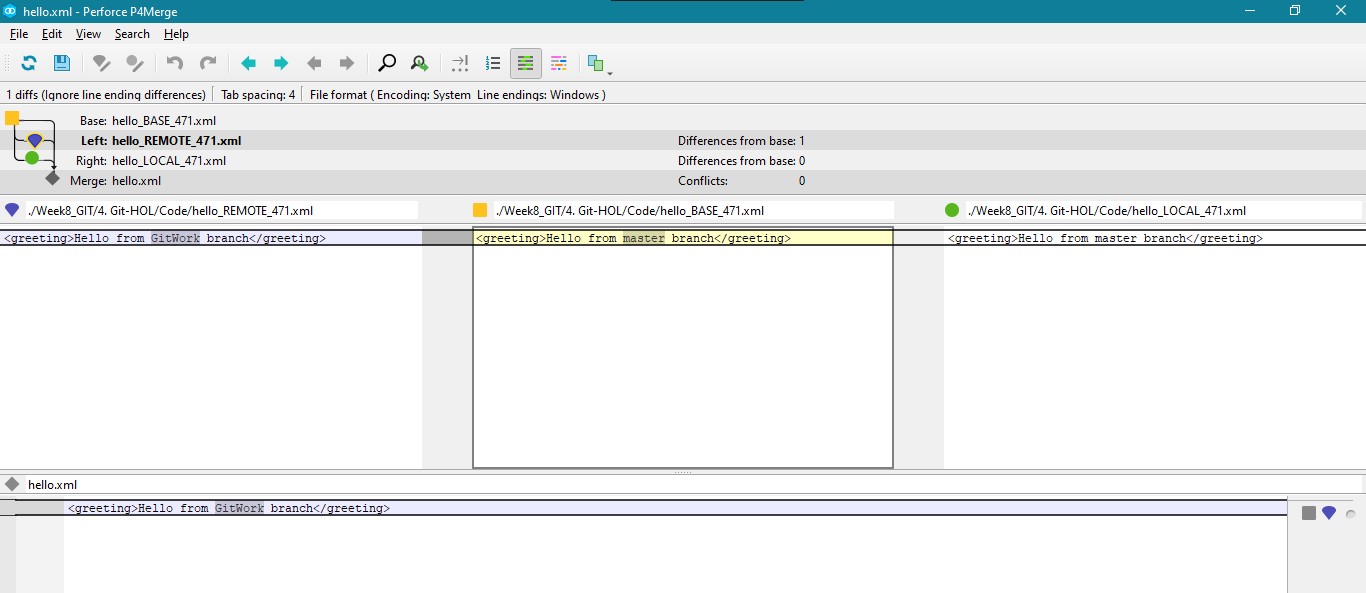 hello.xml - Perforce P4Merge
File Edit View Search Help
1 diffs (Ignore line ending differences) Tab spacing: 4 File format ( Encoding: System Line endings: Windows )
Base: hello_BASE_471.xml
Left: hello_REMOTE_471.xml Differences from base: 1
Right: hello_LOCAL_471.xml Differences from base: 0
Merge: hello.xml Conflicts: 0
./Week8_GIT/4. Git-HOL/Code/hello_REMOTE_471.xml ./Week8_GIT/4. Git-HOL/Code/hello_BASE_471.xml ./Week8_GIT/4. Git-HOL/Code/hello_LOCAL_471.xml
<greeting>Hello from GitWork branch</greeting> <greeting>Hello from master branch</greeting> <greeting>Hello from master branch</greeting>
hello.xml
<greeting>Hello from GitWork branch</greeting>